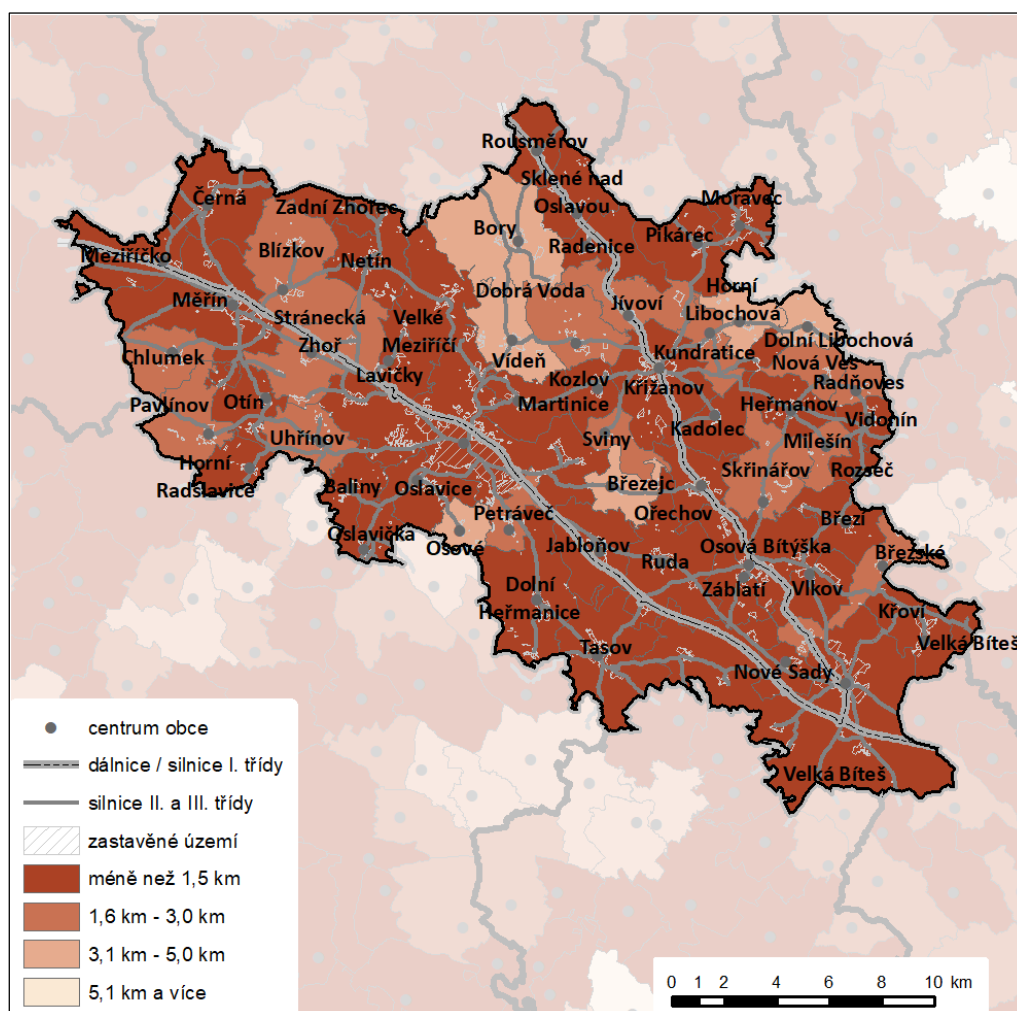 Rousměrov
Sklené nad
Oslavou
Černá
Zadní Zhořec
Moravec
Bory
Blízkov
Radenice
Pikárec
Meziříčko
Netín
Horní
Měřín
Dobrá Voda
Jívoví
Libochová
Stránecká
Zhoř
Velké
Meziříčí
Dolní Libochová
Chlumek
Vídeň
Kundratice
Nová Ves
Lavičky
Kozlov
Křižanov
Radňoves
Pavlínov
Otín
Martinice
Heřmanov
Vidonín
Uhřínov
Sviny
Kadolec
Milešín
Horní
Radslavice
Skřinářov
Rozseč
Baliny
Oslavice
Březejc
Oslavička
Petráveč
Ořechov
Březí
Osové
Jabloňov
Ruda
Osová Bítýška
Březské
Dolní
Heřmanice
Záblatí
Vlkov
Křoví
Tasov
Velká Bíteš
Nové Sady
Velká Bíteš
centrum obce
dálnice / silnice I. třídy
silnice II. a III. třídy
zastavěné území
méně než 1,5 km
1,6 km - 3,0 km
3,1 km - 5,0 km
5,1 km a více
0 1 2 4 6 8 10 km